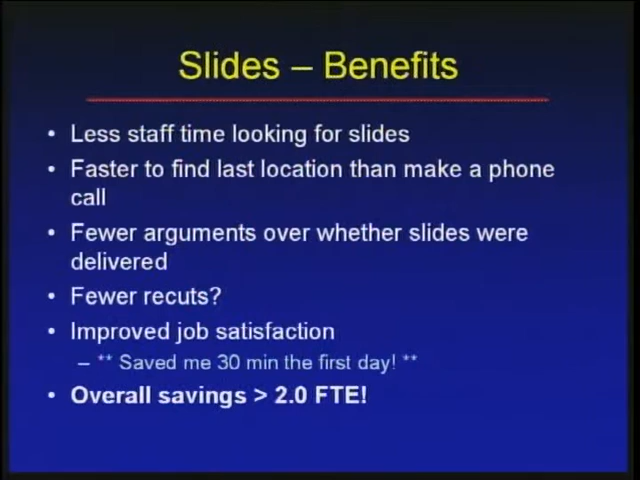 Slides – Benefits
• Less staff time looking for slides
• Faster to find last location than make a phone
call
• Fewer arguments over whether slides were
delivered
• Fewer recuts?
• Improved job satisfaction
– ** Saved me 30 min the first day! **
• Overall savings > 2.0 FTE!